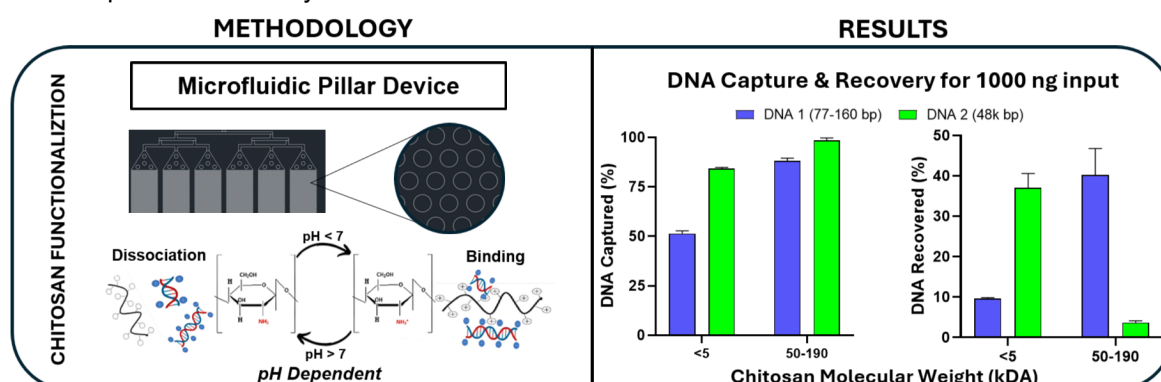 METHODOLOGY
RESULTS
CHITOSAN FUNCTIONALIZTION
Microfluidic Pillar Device
Dissociation
pH < 7
Binding
CH₂OH
O
H
OH
H
NH₂
O
CH₂OH
O
H
OH
H
NH₃⁺
O
pH > 7
pH Dependent
DNA Capture & Recovery for 1000 ng input
DNA 1 (77-160 bp)
DNA 2 (48k bp)
DNA Captured (%)
100
75
50
25
0
<5
50-190
DNA Recovered (%)
50
40
30
20
10
0
<5
50-190
Chitosan Molecular Weight (kDA)